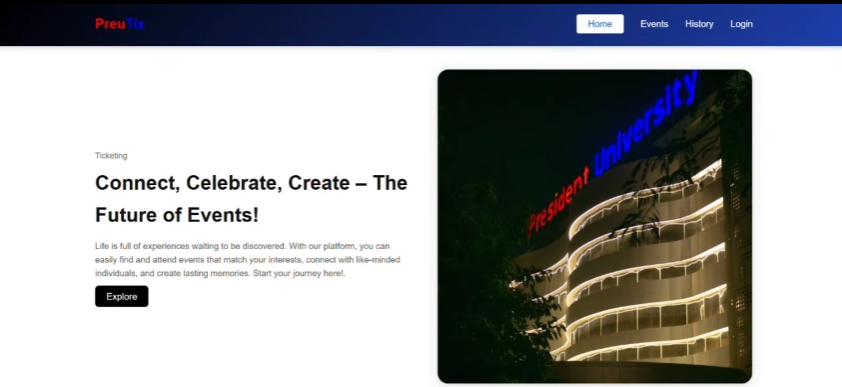 PreuTix
Home Events History Login
Ticketing
Connect, Celebrate, Create – The
Future of Events!
Life is full of experiences waiting to be discovered. With our platform, you can
easily find and attend events that match your interests, connect with like-minded
individuals, and create lasting memories. Start your journey here!.
Explore
President University